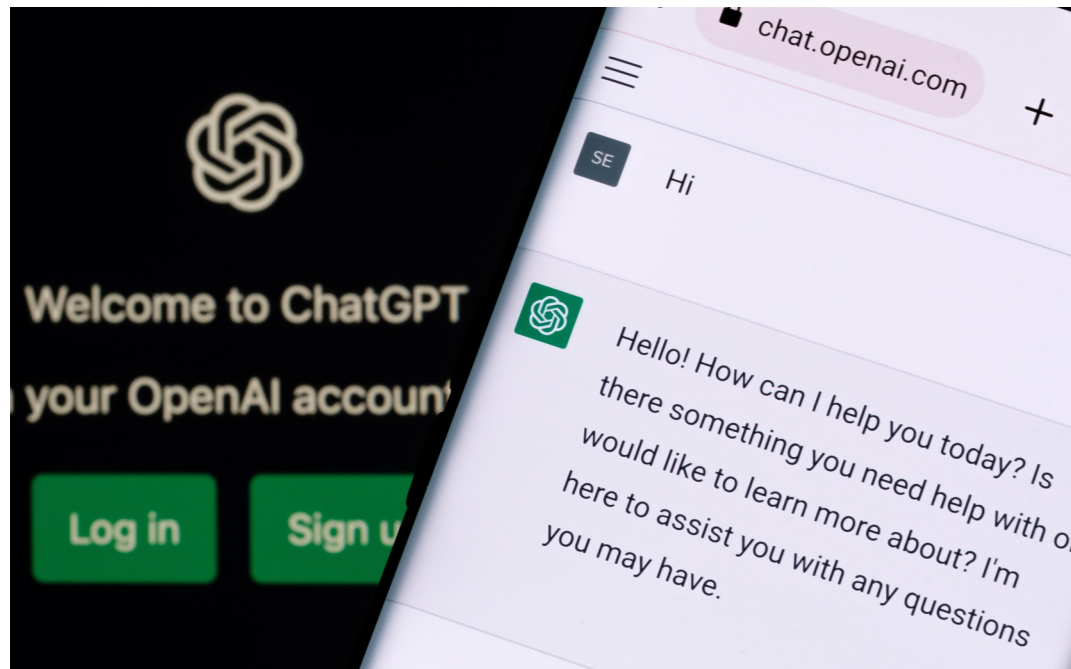 Welcome to ChatGPT
your OpenAI account
Log in
Sign u
chat.openai.com
SE
Hi
Hello! How can I help you today? Is
there something you need help with o
would like to learn more about? I'm
here to assist you with any questions
you may have.